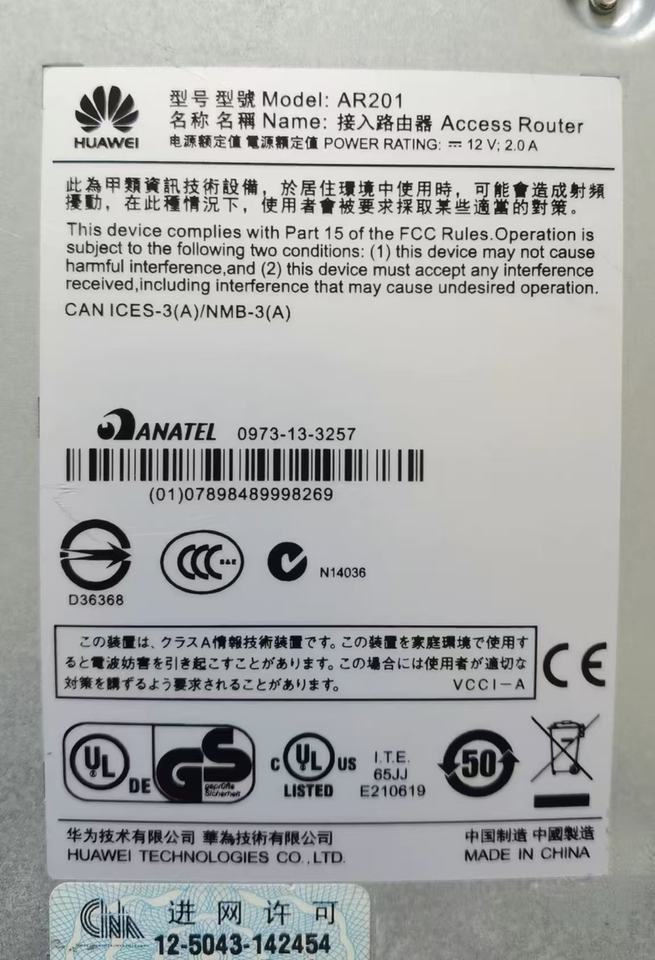 HUAWEI
型号 型號 Model: AR201
名称 名稱 Name: 接入路由器 Access Router
电源额定值 電源額定值 POWER RATING: ⎓ 12 V; 2.0 A
此為甲類資訊技術設備，於居住環境中使用時，可能會造成射頻
擾動，在此種情況下，使用者會被要求採取某些適當的對策。
This device complies with Part 15 of the FCC Rules.Operation is
subject to the following two conditions: (1) this device may not cause
harmful interference,and (2) this device must accept any interference
received,including interference that may cause undesired operation.
CAN ICES-3(A)/NMB-3(A)
ANATEL 0973-13-3257
(01)07898489998269
D36368
CCC S&E
N14036
この装置は、クラスA情報技術装置です。この装置を家庭環境で使用す
ると電波妨害を引き起こすことがあります。この場合には使用者が適切な
対策を講ずるよう要求されることがあります。 VCCI-A
CE
UL DE GS geprüfte Sicherheit
C UL US LISTED
I.T.E.
65JJ
E210619
50
华为技术有限公司 華為技術有限公司
HUAWEI TECHNOLOGIES CO.,LTD.
中国制造 中國製造
MADE IN CHINA
CNA 进网许可
12-5043-142454